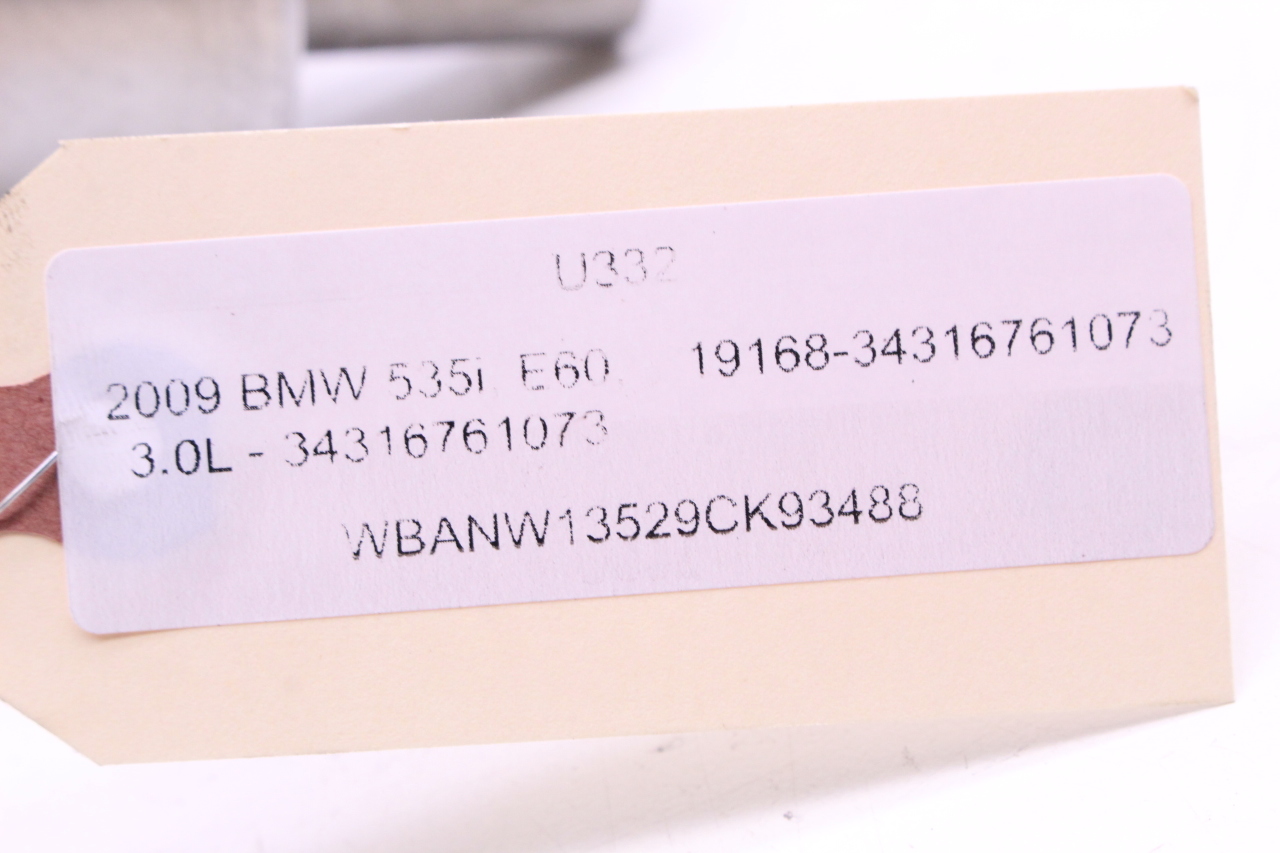 U332
2009 BMW 535i, E60, 19168-34316761073
3.0L - 34316761073
WBANW13529CK93488